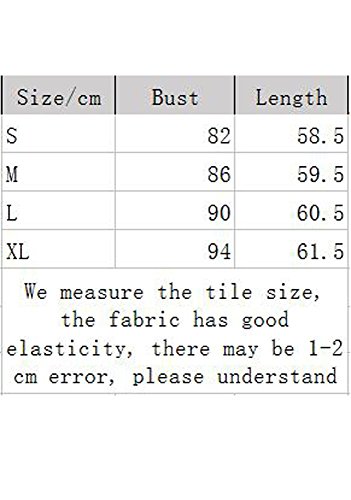 Size/cm Bust Length
S 82 58.5
M 86 59.5
L 90 60.5
XL 94 61.5
We measure the tile size,
the fabric has good
elasticity, there may be 1-2
cm error, please understand